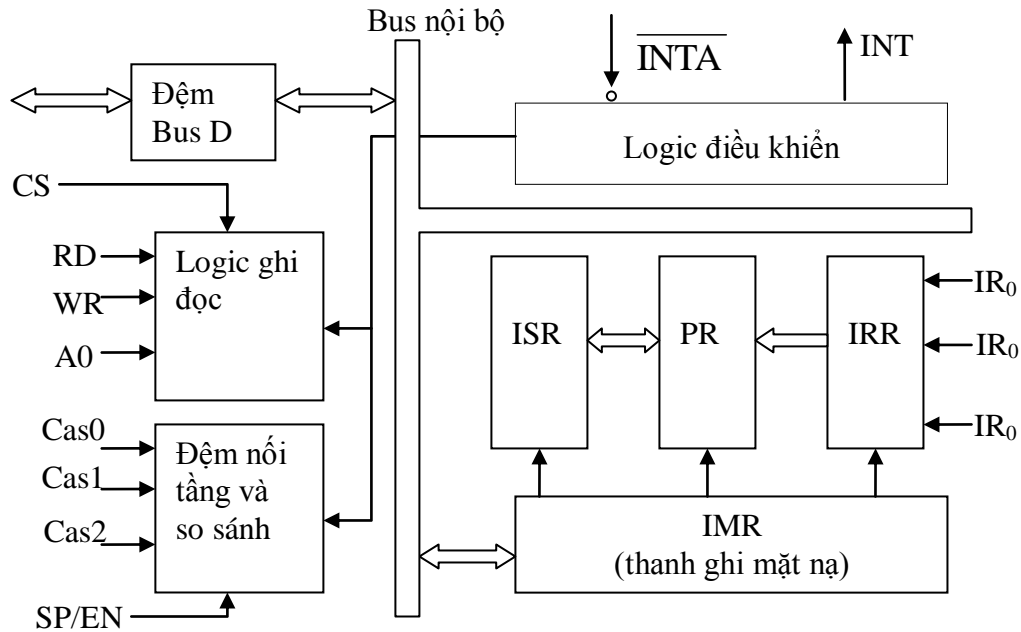 Bus nội bộ
INTA
INT
Đệm
Bus D
Logic điều khiển
CS
RD
WR
A0
Logic ghi
đọc
ISR
PR
IRR
IR₀
IR₀
IR₀
Cas0
Cas1
Cas2
Đệm nối
tầng và
so sánh
IMR
(thanh ghi mặt nạ)
SP/EN